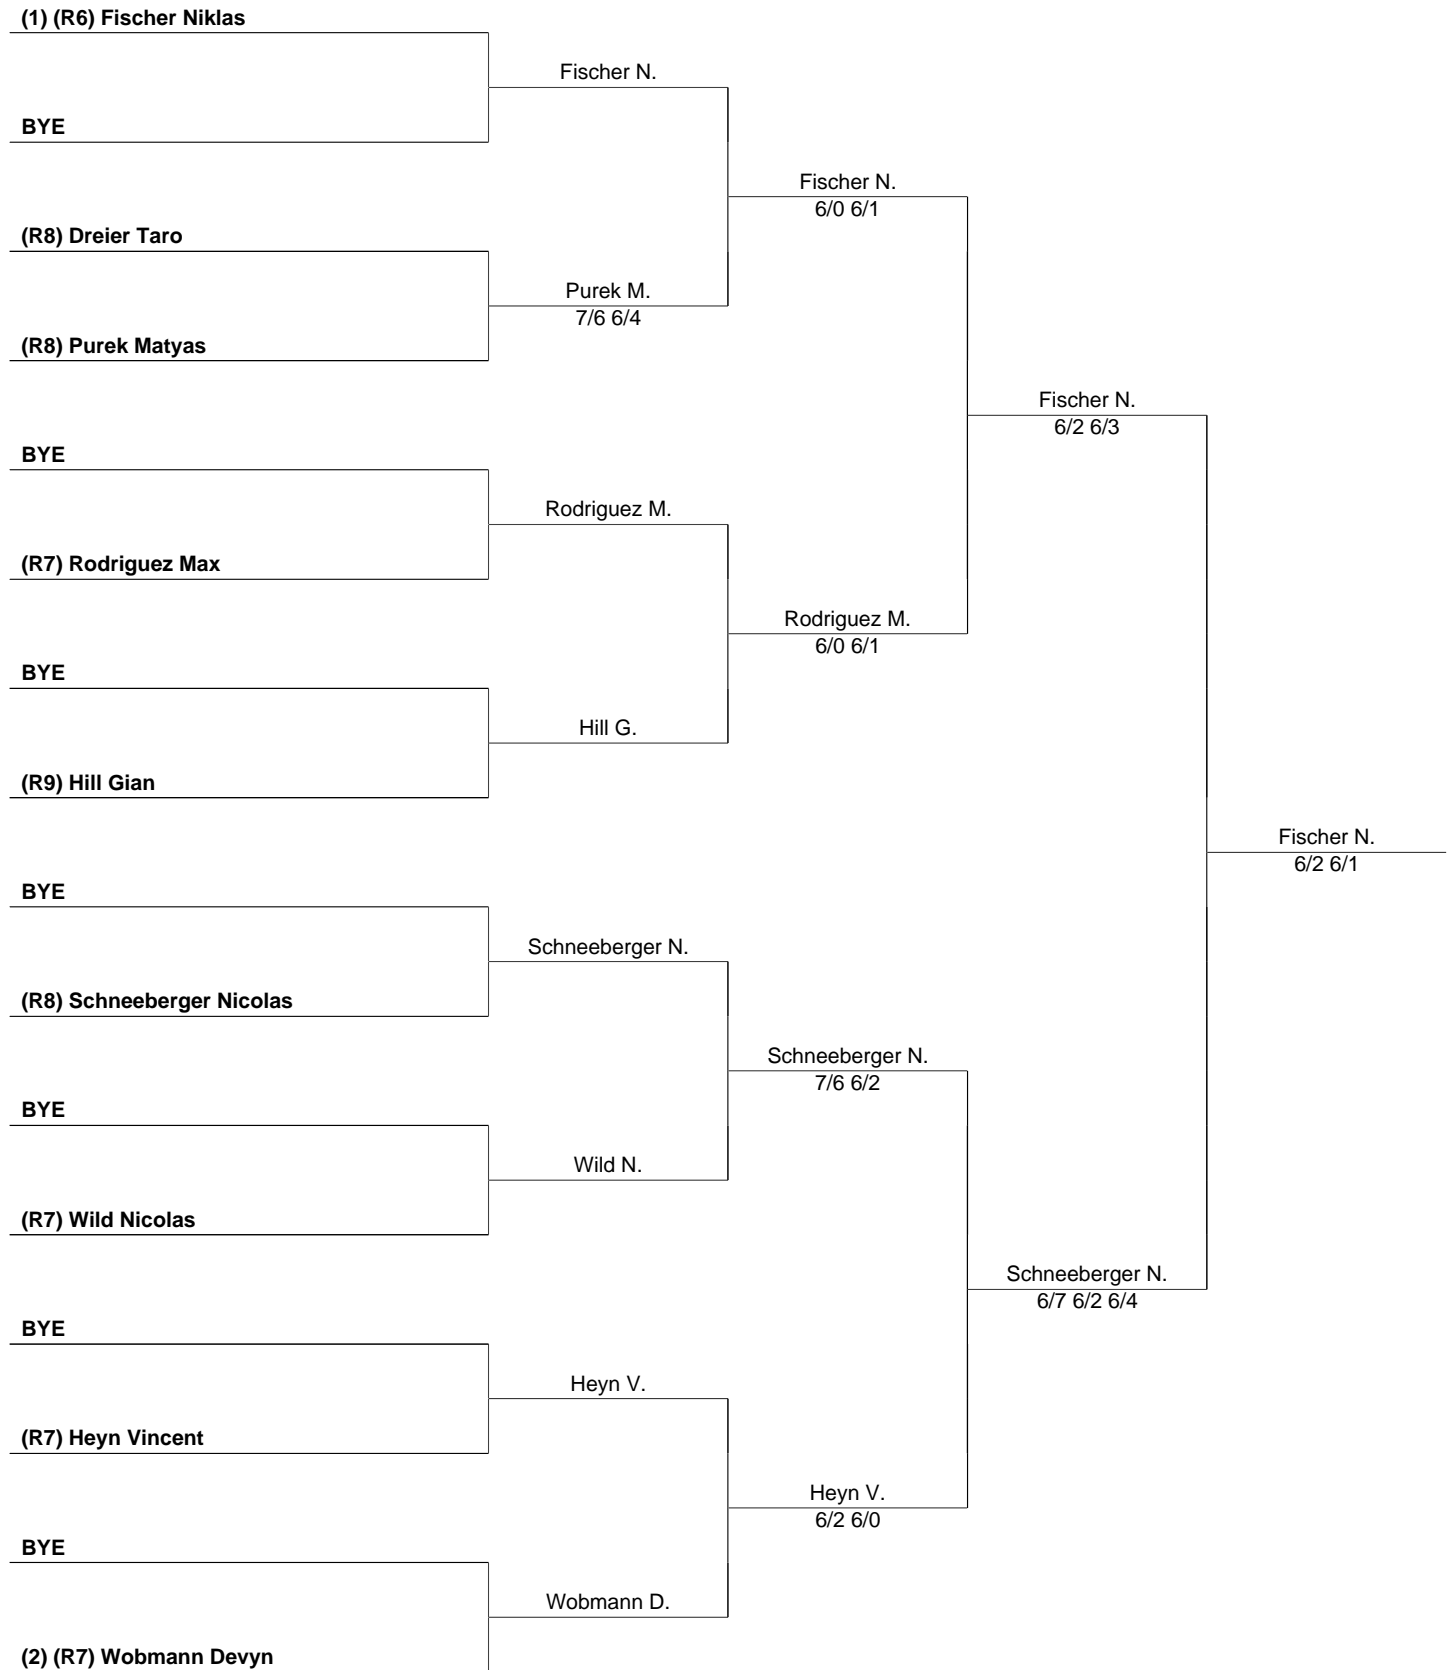 (1) (R6) Fischer Niklas
Fischer N.
BYE
Fischer N.
6/0 6/1
(R8) Dreier Taro
Purek M.
7/6 6/4
(R8) Purek Matyas
Fischer N.
6/2 6/3
BYE
Rodriguez M.
(R7) Rodriguez Max
Rodriguez M.
6/0 6/1
BYE
Hill G.
(R9) Hill Gian
Fischer N.
6/2 6/1
BYE
Schneeberger N.
(R8) Schneeberger Nicolas
Schneeberger N.
7/6 6/2
BYE
Wild N.
(R7) Wild Nicolas
Schneeberger N.
6/7 6/2 6/4
BYE
Heyn V.
(R7) Heyn Vincent
Heyn V.
6/2 6/0
BYE
Wobmann D.
(2) (R7) Wobmann Devyn